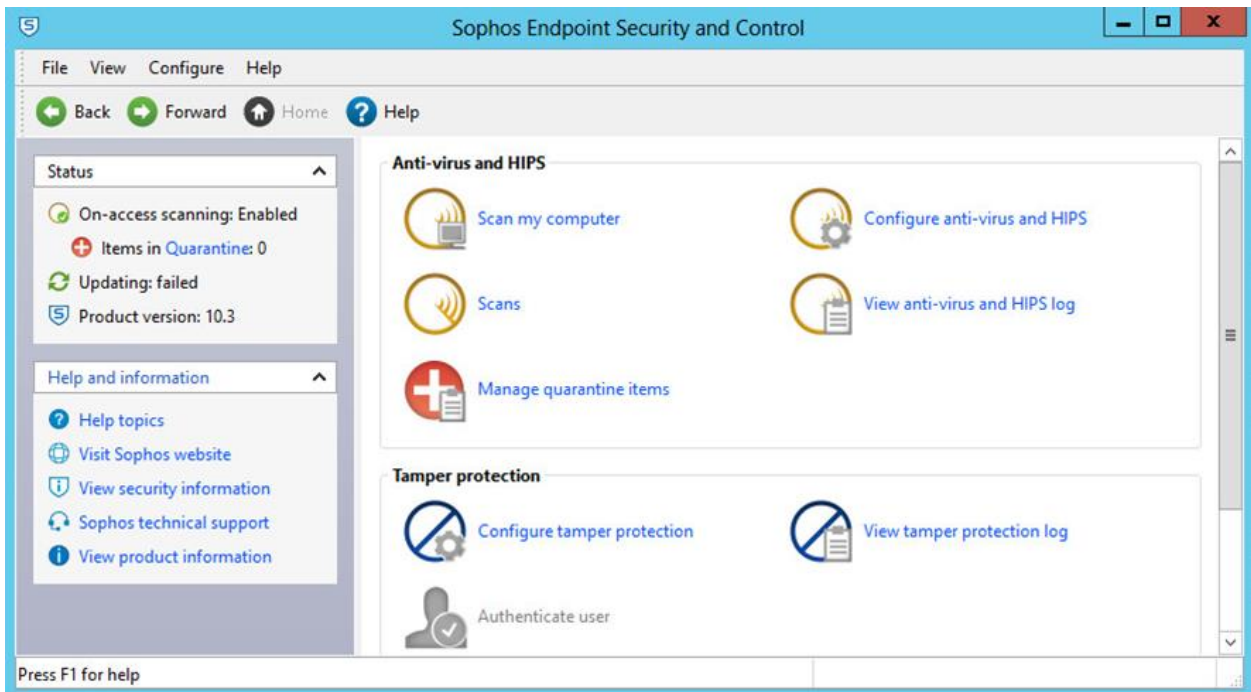 Sophos Endpoint Security and Control
File View Configure Help
Back Forward Home Help
Status
On-access scanning: Enabled
Items in Quarantine: 0
Updating: failed
Product version: 10.3
Help and information
Help topics
Visit Sophos website
View security information
Sophos technical support
View product information
Anti-virus and HIPS
Scan my computer
Configure anti-virus and HIPS
Scans
View anti-virus and HIPS log
Manage quarantine items
Tamper protection
Configure tamper protection
View tamper protection log
Authenticate user
Press F1 for help